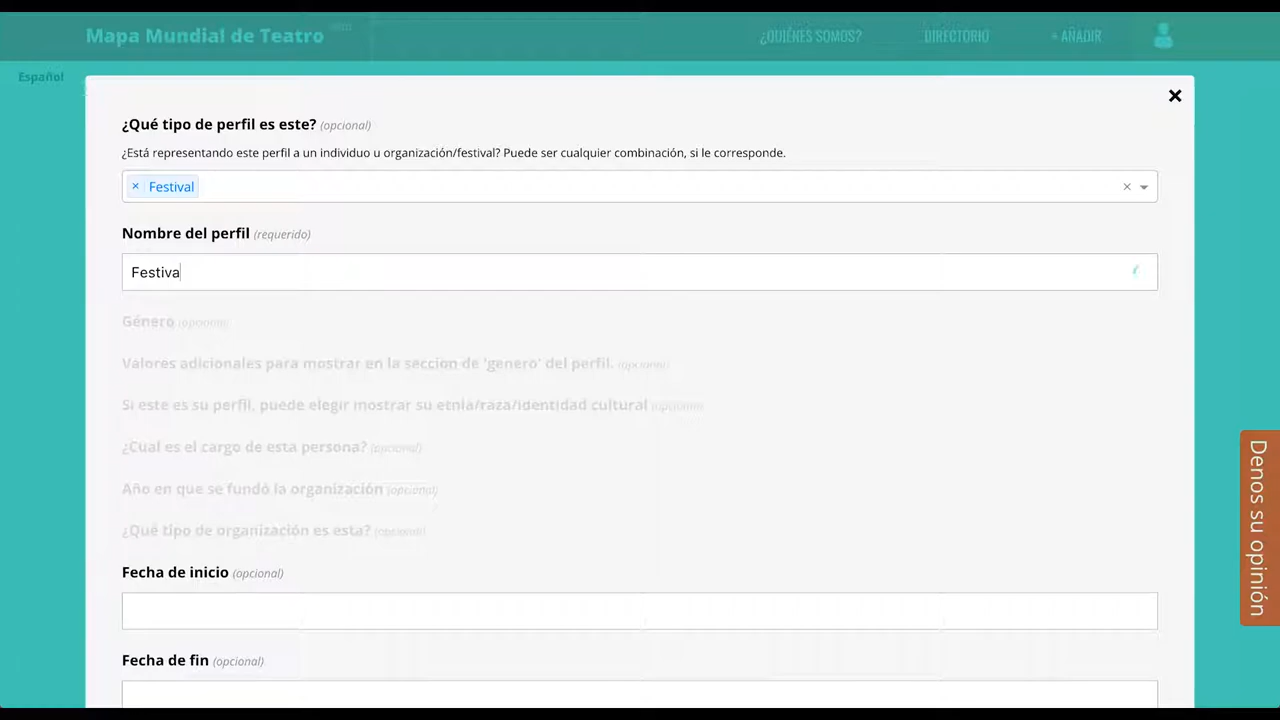 Mapa Mundial de Teatro
¿QUIÉNES SOMOS?
DIRECTORIO
+ AÑADIR
Español
¿Qué tipo de perfil es este? (opcional)
¿Está representando este perfil a un individuo u organización/festival? Puede ser cualquier combinación, si le corresponde.
× Festival
Nombre del perfil (requerido)
Festiva
Género (opcional)
Valores adicionales para mostrar en la seccion de 'genero' del perfil. (opcional)
Si este es su perfil, puede elegir mostrar su etnia/raza/identidad cultural (opcional)
¿Cual es el cargo de esta persona? (opcional)
Año en que se fundó la organización (opcional)
¿Qué tipo de organización es esta? (opcional)
Fecha de inicio (opcional)
Fecha de fin (opcional)
Denos su opinión